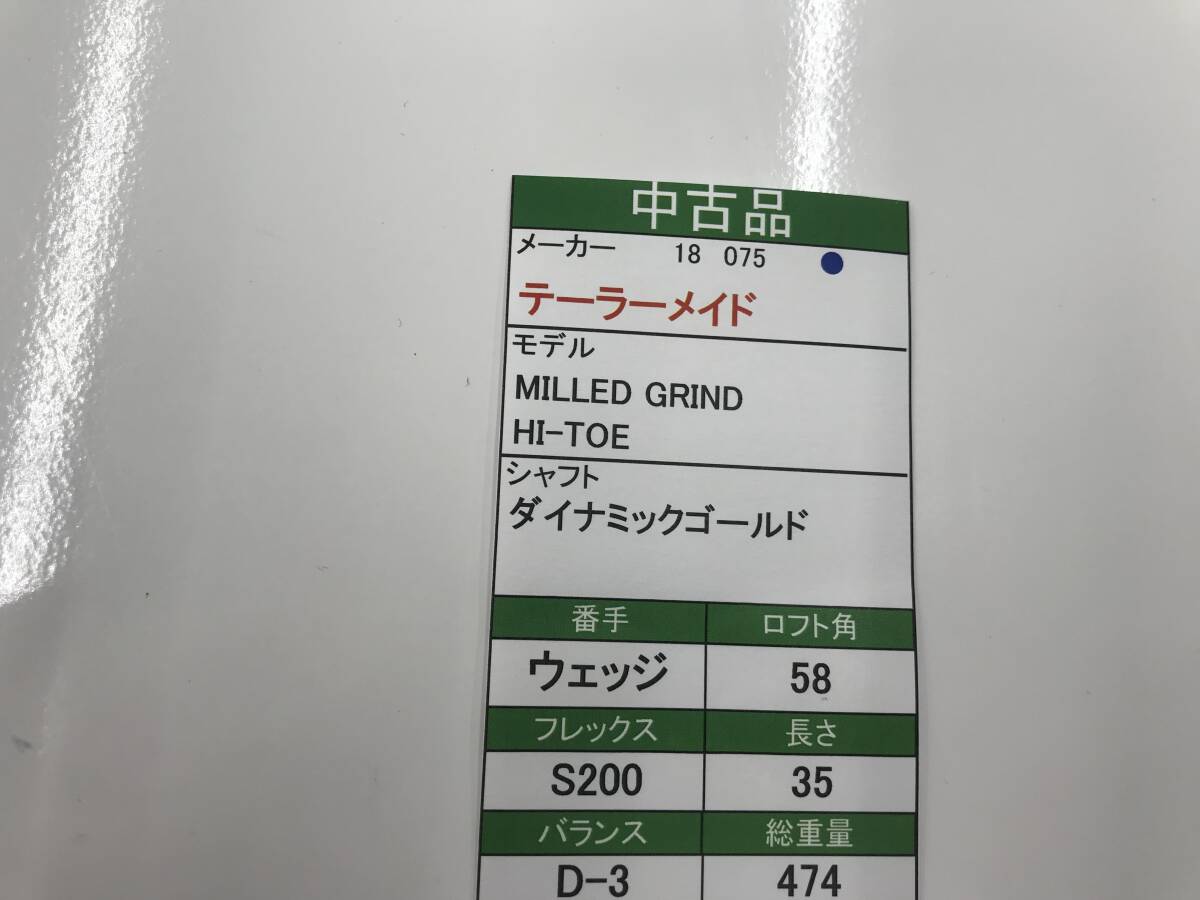 中古品
メーカー 18 075
テーラーメイド
モデル
MILLED GRIND
HI-TOE
シャフト
ダイナミックゴールド
番手 ロフト角
ウェッジ 58
フレックス 長さ
S200 35
バランス 総重量
D-3 474